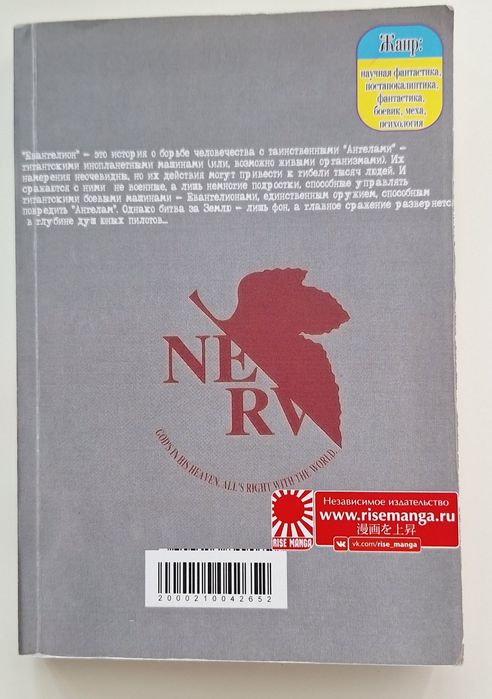 Жанр:
научная фантастика,
постапокалиптика,
фантастика,
боевик, меха,
психология
"Евангелион" - это история о борьбе человечества с таинственными "Ангелами" -
гигантскими инопланетными машинами (или, возможно живыми организмами). Их
намерения неочевидны, но их действия могут привести к гибели тысяч людей. И
сражаются с ними не военные, а лишь немногие подростки, способные управлять
гигантскими боевыми машинами - Евангелионами, единственным оружием, способным
повредить "Ангелам". Однако битва за Землю - лишь фон, а главное сражение развернется
в глубине душ юных пилотов...
NE
RV
GOD'S IN HIS HEAVEN. ALL'S RIGHT WITH THE WORLD.
Независимое издательство
www.risemanga.ru
漫画を上昇
vk.com/rise_manga
RISE MANGA
2000210042652